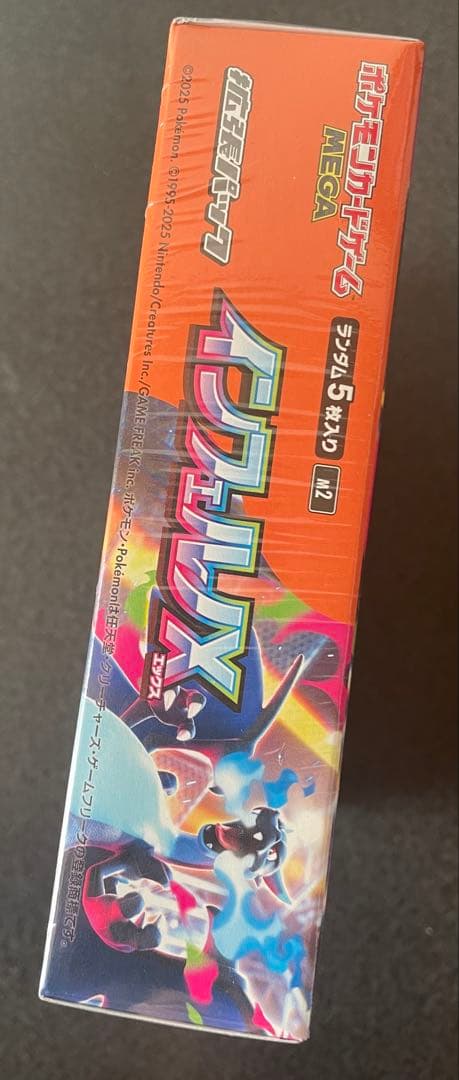 ポケモンカードゲーム™
MEGA
ランダム5枚入り
M2
拡張パック
インフェルノX
エックス
©2025 Pokémon. ©1995-2025 Nintendo/Creatures Inc./GAME FREAK inc. ポケモン・Pokémonは任天堂・クリーチャーズ・ゲームフリークの登録商標です。